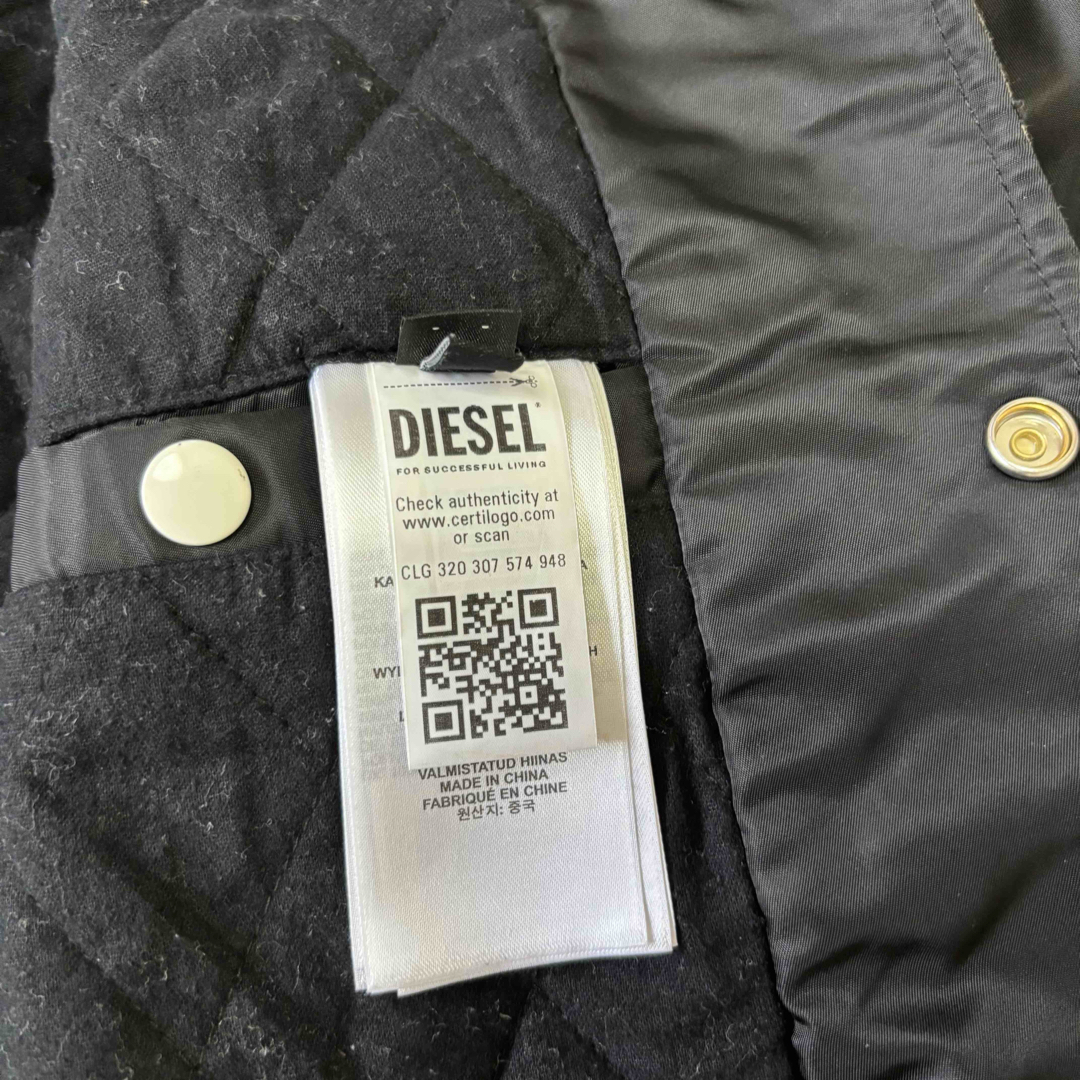 DIESEL
FOR SUCCESSFUL LIVING
Check authenticity at
www.certilogo.com
or scan
CLG 320 307 574 948
VALMISTATUD HIINAS
MADE IN CHINA
FABRIQUÉ EN CHINE
원산지: 중국